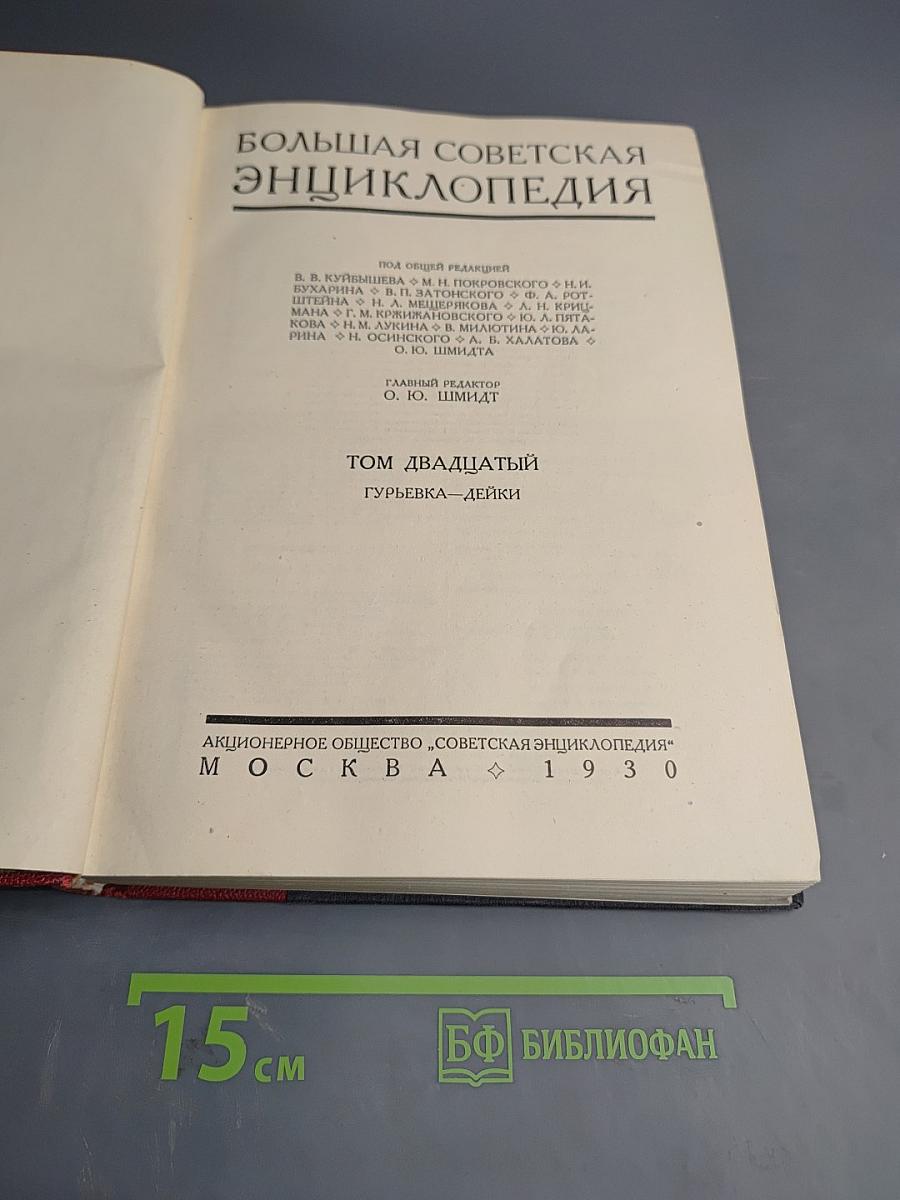 БОЛЬШАЯ СОВЕТСКАЯ
ЭНЦИКЛОПЕДИЯ
ПОД ОБЩЕЙ РЕДАКЦИЕЙ
В. В. КУЙБЫШЕВА ✧ М. Н. ПОКРОВСКОГО ✧ Н. И.
БУХАРИНА ✧ В. П. ЗАТОНСКОГО ✧ Ф. А. РОТ-
ШТЕЙНА ✧ Н. Л. МЕЩЕРЯКОВА ✧ Л. Н. КРИЦ-
МАНА ✧ Г. М. КРЖИЖАНОВСКОГО ✧ Ю. Л. ПЯТА-
КОВА ✧ Н. М. ЛУКИНА ✧ В. МИЛЮТИНА ✧ Ю. ЛА-
РИНА ✧ Н. ОСИНСКОГО ✧ А. Б. ХАЛАТОВА ✧
О. Ю. ШМИДТА
ГЛАВНЫЙ РЕДАКТОР
О. Ю. ШМИДТ
ТОМ ДВАДЦАТЫЙ
ГУРЬЕВКА—ДЕЙКИ
АКЦИОНЕРНОЕ ОБЩЕСТВО „СОВЕТСКАЯ ЭНЦИКЛОПЕДИЯ“
МОСКВА ✧ 1930
15 см
БФ БИБЛИОФАН